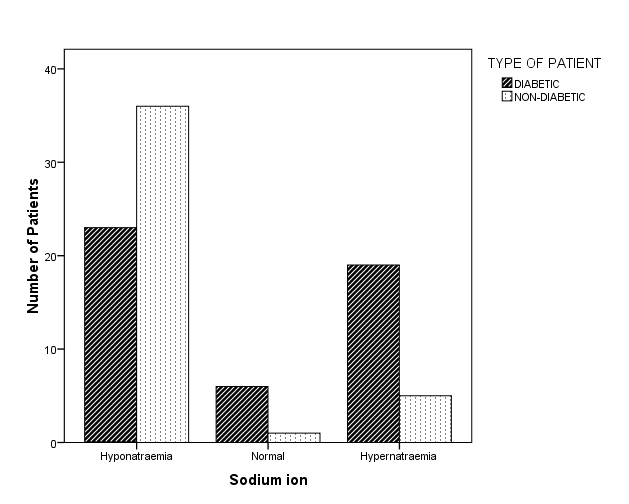 TYPE OF PATIENT
DIABETIC
NON-DIABETIC
Number of Patients
40
30
20
10
0
Hyponatraemia
Normal
Hypernatraemia
Sodium ion